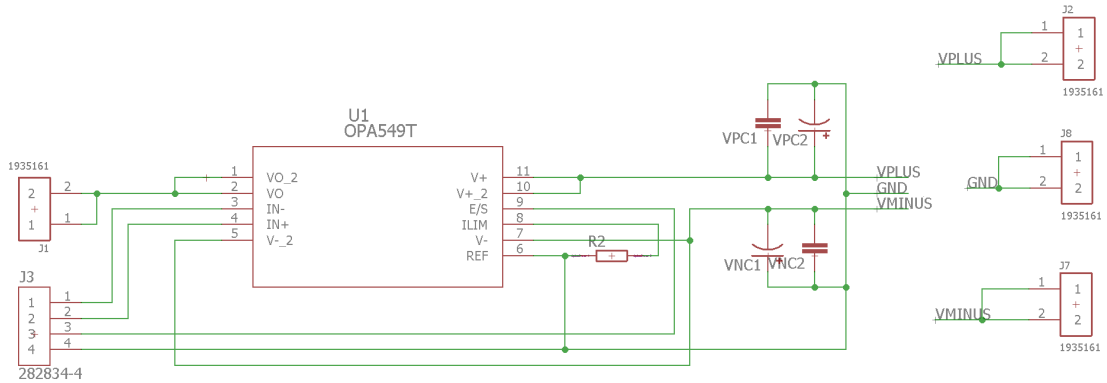 J2
1
1
VPLUS
2
2
1935161
U1
OPA549T
VPC1
VPC2
J8
1
1
GND
2
2
1935161
1935161
2
2
1
1
J1
1
VO_2
V+
11
2
VO
V+_2
10
3
IN-
E/S
9
4
IN+
ILIM
8
5
V-_2
V-
7
REF
6
R2
VPLUS
GND
VMINUS
VNC1
VNC2
J7
1
1
VMINUS
2
2
1935161
J3
1
1
2
2
3
3
4
4
282834-4